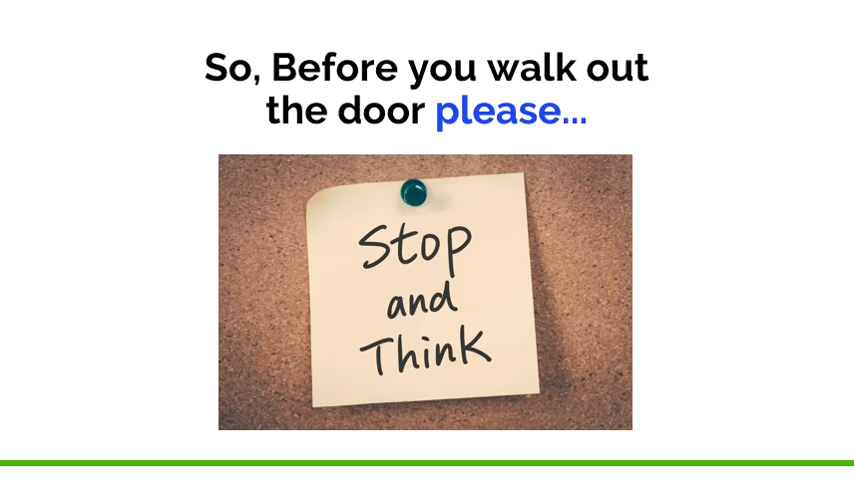 So, Before you walk out
the door please...
Stop
and
Think